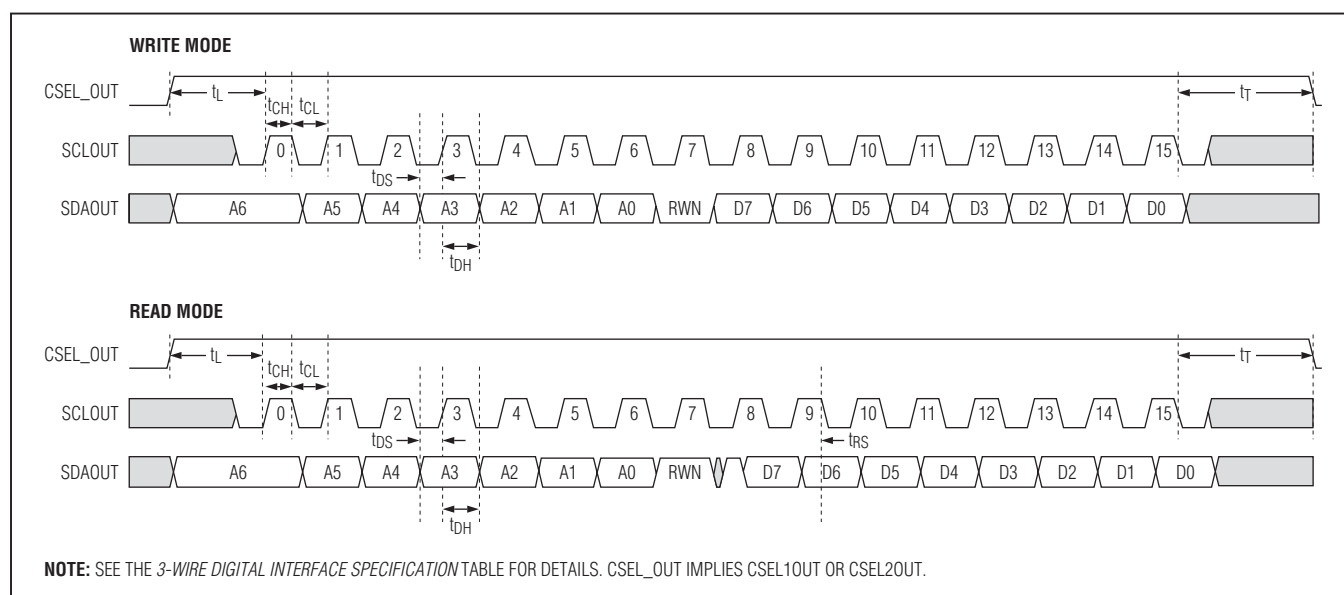 WRITE MODE
CSEL_OUT
tL
tT
tCH tCL
SCLOUT
0 1 2 3 4 5 6 7 8 9 10 11 12 13 14 15
tDS
SDAOUT
A6 A5 A4 A3 A2 A1 A0 RWN D7 D6 D5 D4 D3 D2 D1 D0
tDH
READ MODE
CSEL_OUT
tL
tT
tCH tCL
SCLOUT
0 1 2 3 4 5 6 7 8 9 10 11 12 13 14 15
tDS
tRS
SDAOUT
A6 A5 A4 A3 A2 A1 A0 RWN D7 D6 D5 D4 D3 D2 D1 D0
tDH
NOTE: SEE THE 3-WIRE DIGITAL INTERFACE SPECIFICATION TABLE FOR DETAILS. CSEL_OUT IMPLIES CSEL1OUT OR CSEL2OUT.